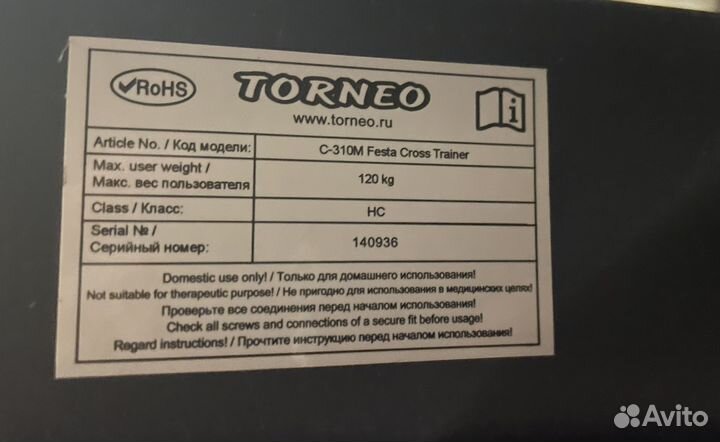 RoHS TORNEO i
www.torneo.ru
Article No. / Код модели: C-310M Festa Cross Trainer
Max. user weight /
Макс. вес пользователя 120 kg
Class / Класс: HC
Serial № /
Серийный номер: 140936
Domestic use only! / Только для домашнего использования!
Not suitable for therapeutic purpose! / Не пригодно для использования в медицинских целях!
Проверьте все соединения перед началом использования!
Check all screws and connections of a secure fit before usage!
Regard instructions! / Прочтите инструкцию перед началом использования!
Avito